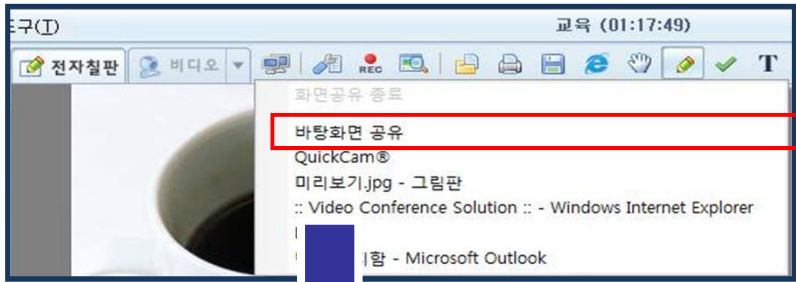 도구(T) 교육 (01:17:49)
전자칠판 비디오 REC T
화면공유 종료
바탕화면 공유
QuickCam®
미리보기.jpg - 그림판
:: Video Conference Solution :: - Windows Internet Explorer
지함 - Microsoft Outlook